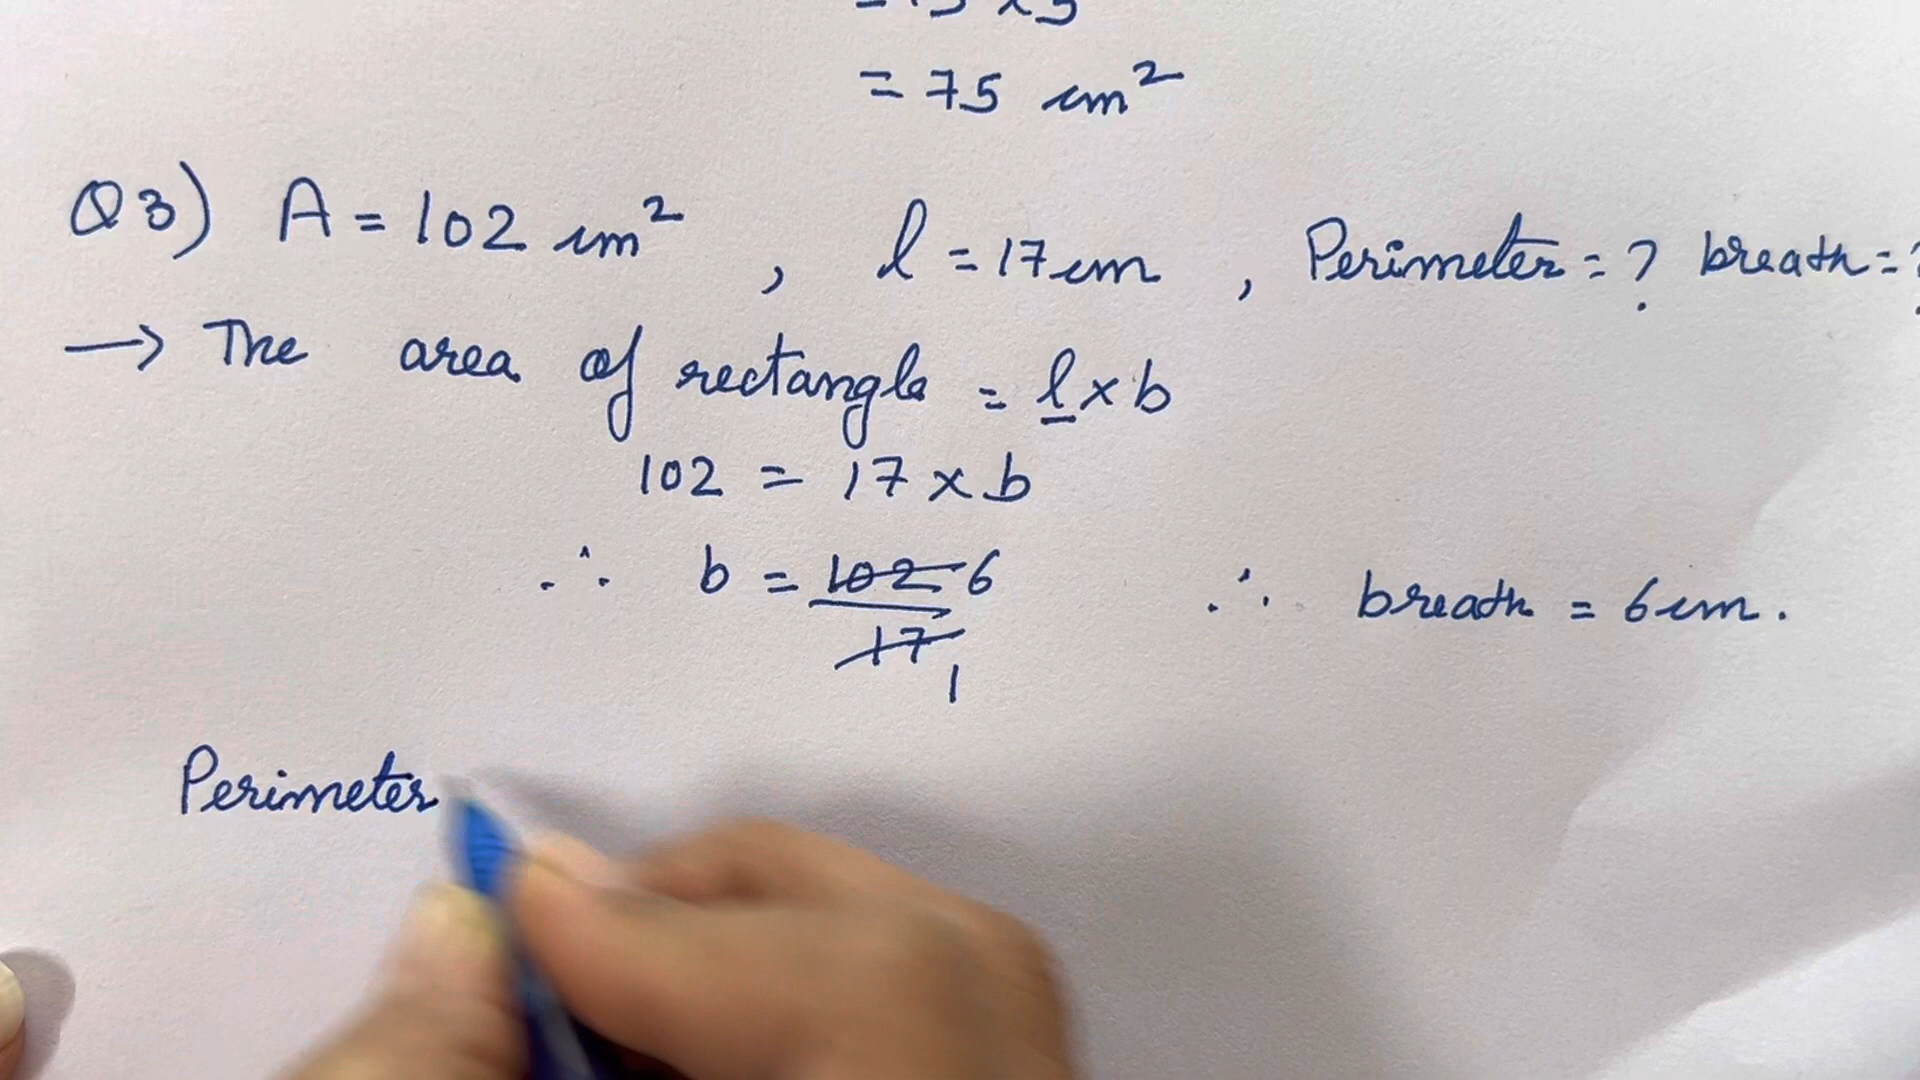 = 75 cm²
Q3) A = 102 cm² , l = 17 cm , Perimeter = ? breath = ?
→ The area of rectangle = l × b
102 = 17 × b
∴ b = 102 6 ∴ breath = 6 cm.
17 1
Perimeter